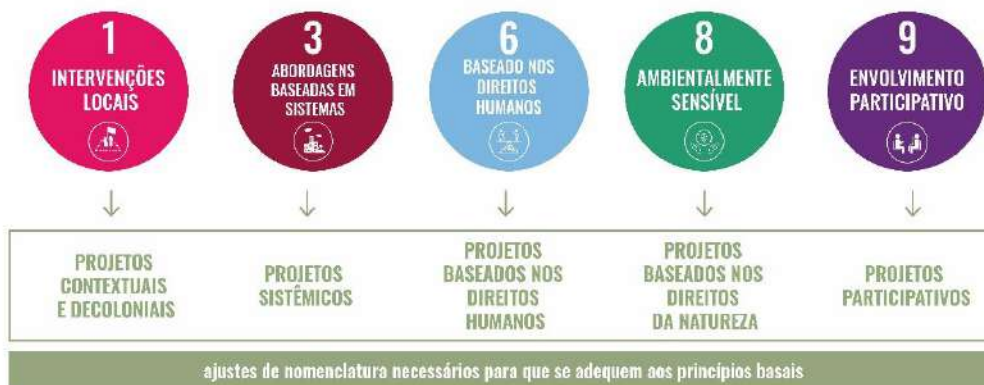 1
INTERVENÇÕES
LOCAIS
3
ABORDAGENS
BASEADAS EM
SISTEMAS
6
BASEADO NOS
DIREITOS
HUMANOS
8
AMBIENTALMENTE
SENSÍVEL
9
ENVOLVIMENTO
PARTICIPATIVO
PROJETOS
CONTEXTUAIS
E DECOLONIAIS
PROJETOS
SISTÊMICOS
PROJETOS
BASEADOS NOS
DIREITOS
HUMANOS
PROJETOS
BASEADOS NOS
DIREITOS
DA NATUREZA
PROJETOS
PARTICIPATIVOS
ajustes de nomenclatura necessários para que se adequem aos princípios basais